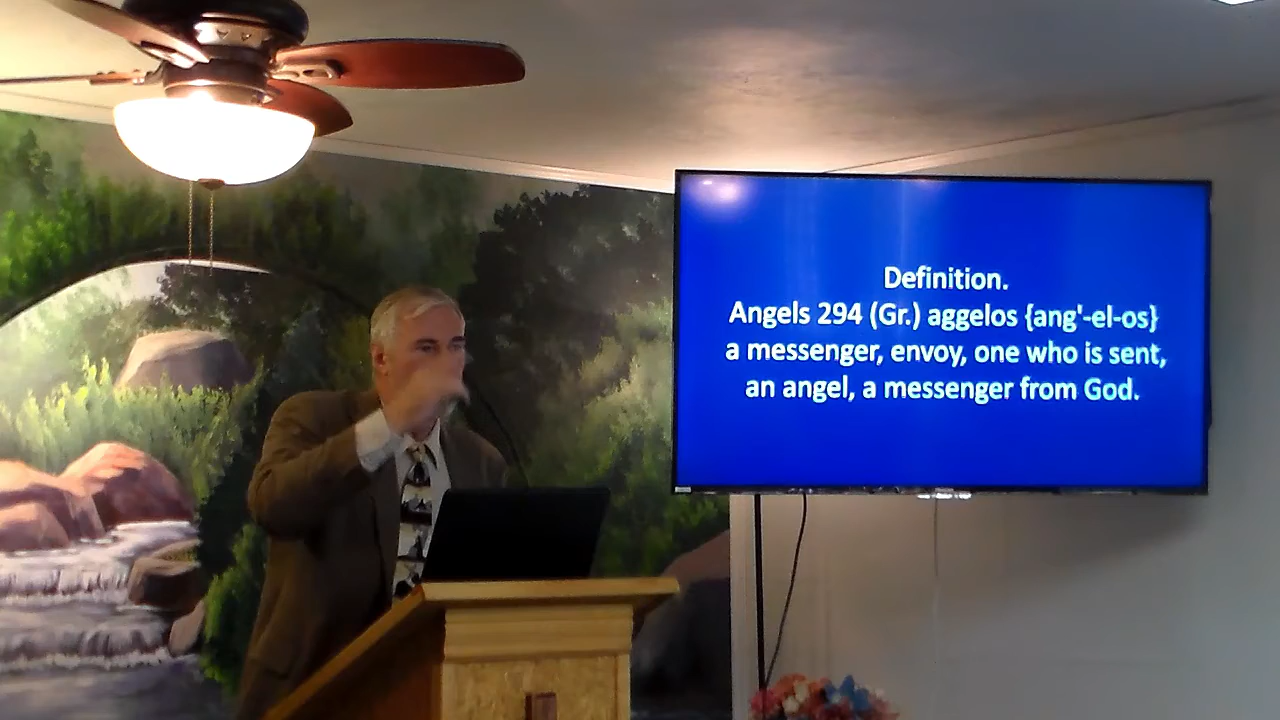 Definition.
Angels 294 (Gr.) aggelos {ang'-el-os}
a messenger, envoy, one who is sent,
an angel, a messenger from God.